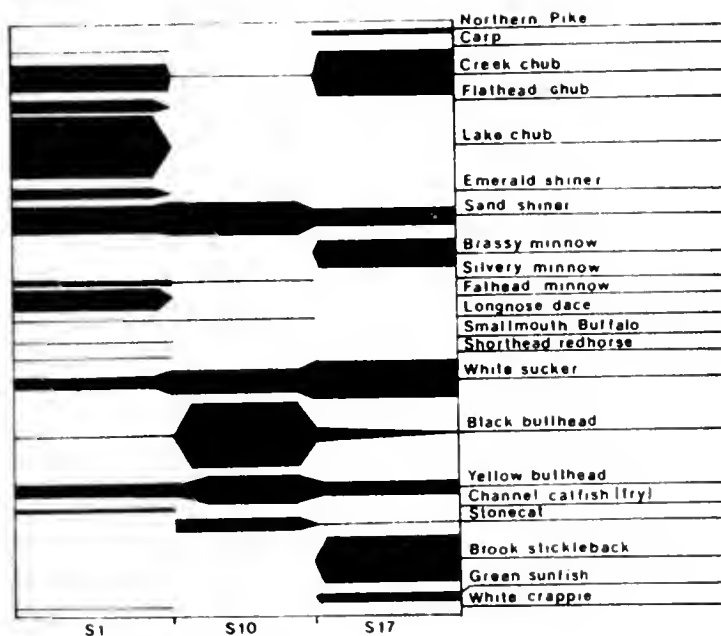 Northern Pike
Carp
Creek chub
Flathead chub
Lake chub
Emerald shiner
Sand shiner
Brassy minnow
Silvery minnow
Fathead minnow
Longnose dace
Smallmouth Buffalo
Shorthead redhorse
White sucker
Black bullhead
Yellow bullhead
Channel catfish (fry)
Stonecat
Brook stickleback
Green sunfish
White crappie
S1 S10 S17